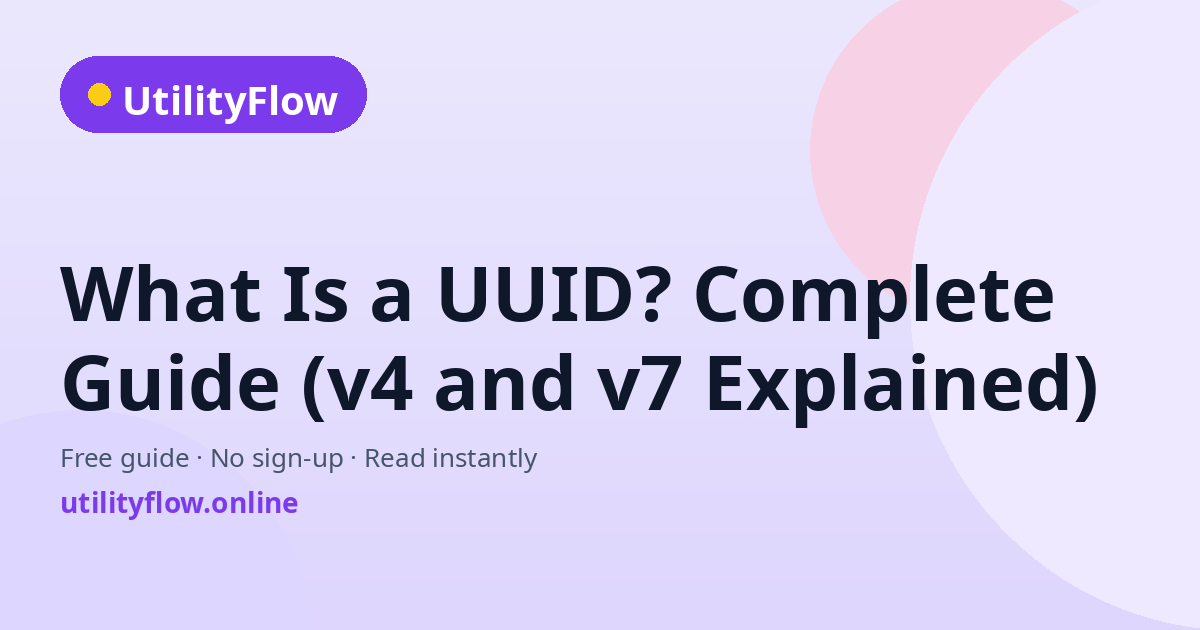 UtilityFlow
What Is a UUID? Complete
Guide (v4 and v7 Explained)
Free guide · No sign-up · Read instantly
utilityflow.online